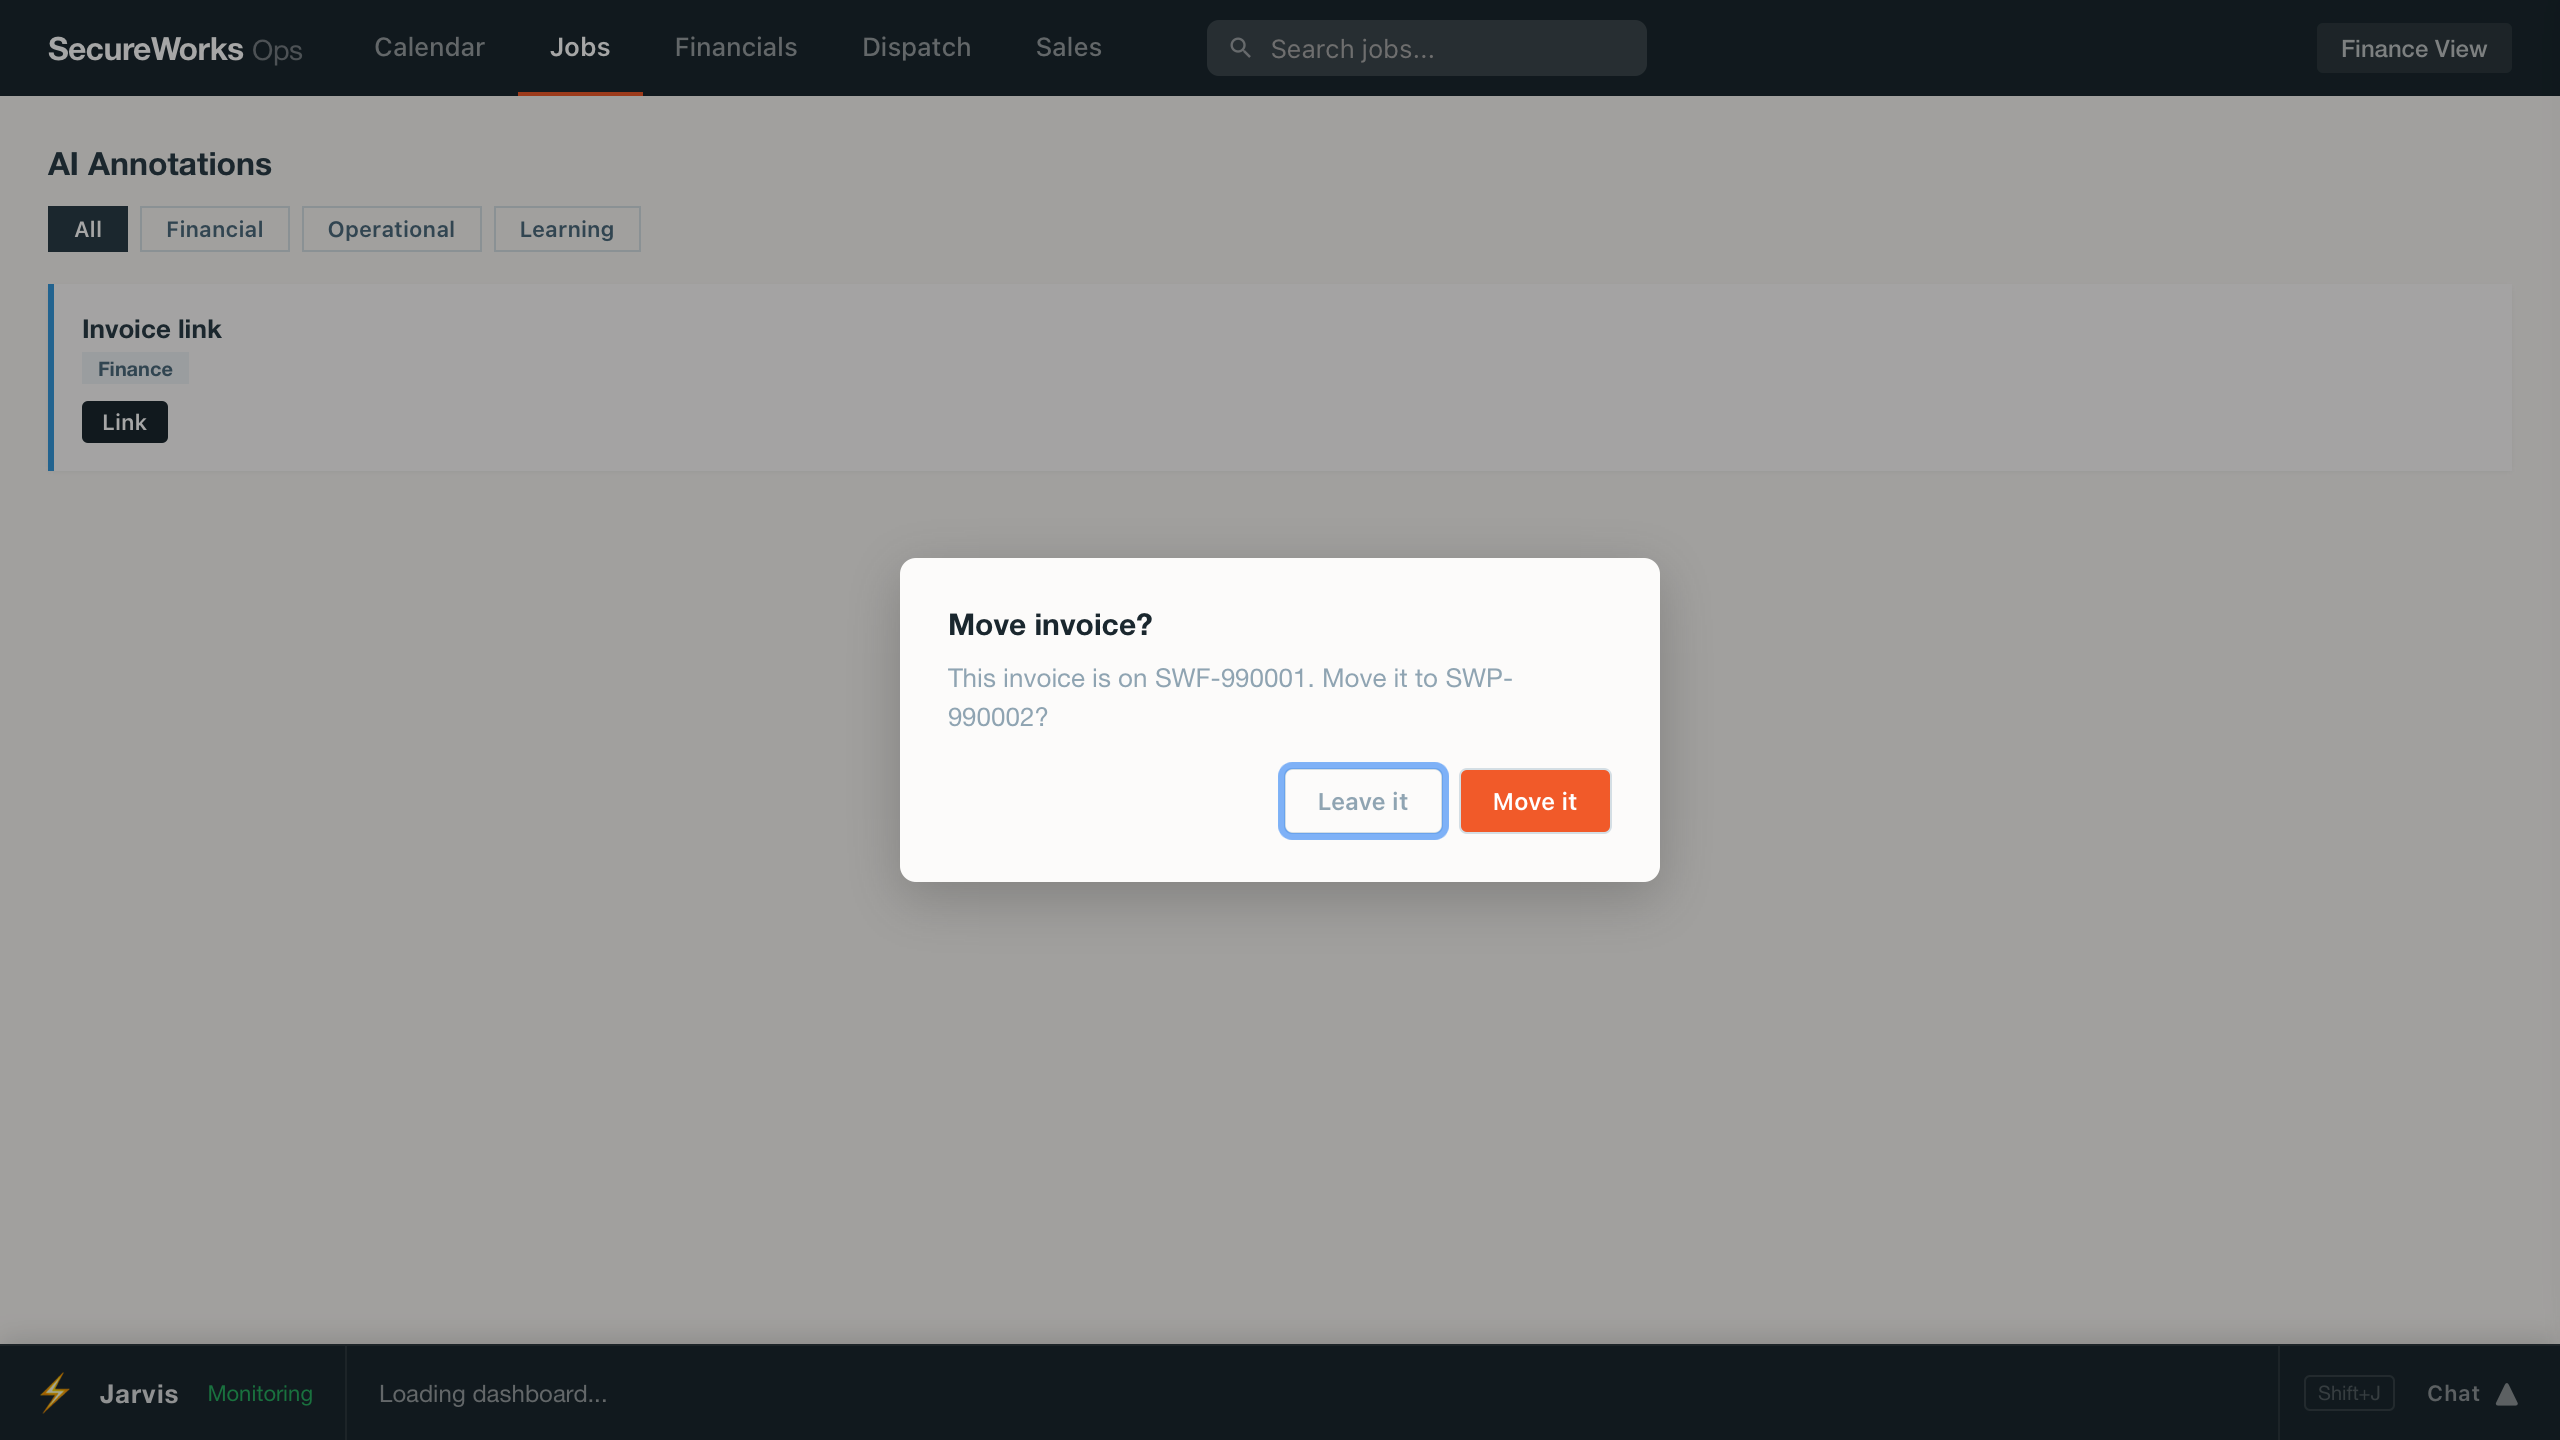 SecureWorks Ops Calendar Jobs Financials Dispatch Sales Search jobs... Finance View
AI Annotations
All Financial Operational Learning
Invoice link
Finance
Link
Move invoice?
This invoice is on SWF-990001. Move it to SWP-
990002?
Leave it Move it
Jarvis Monitoring Loading dashboard... Shift+J Chat